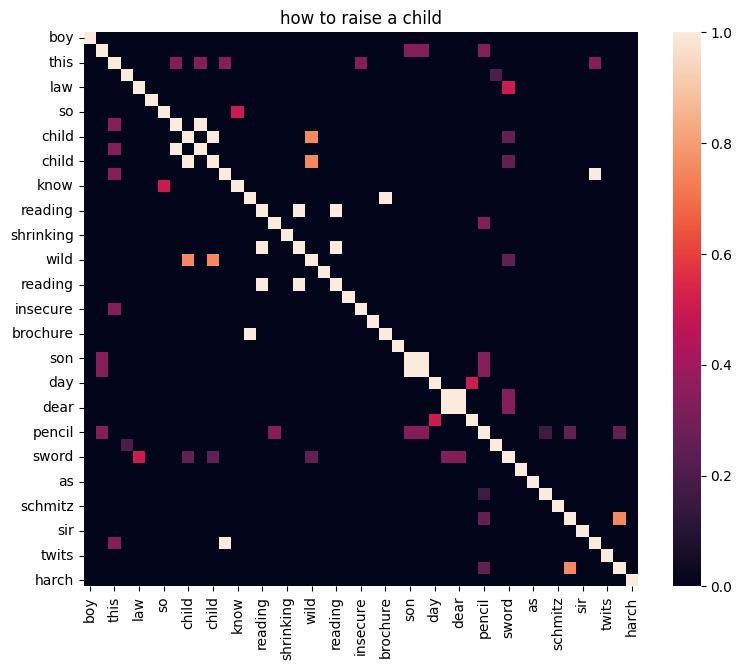 how to raise a child
boy
this
law
so
child
child
know
reading
shrinking
wild
reading
insecure
brochure
son
day
dear
pencil
sword
as
schmitz
sir
twits
harch
boy
this
law
so
child
child
know
reading
shrinking
wild
reading
insecure
brochure
son
day
dear
pencil
sword
as
schmitz
sir
twits
harch
1.0
0.8
0.6
0.4
0.2
0.0